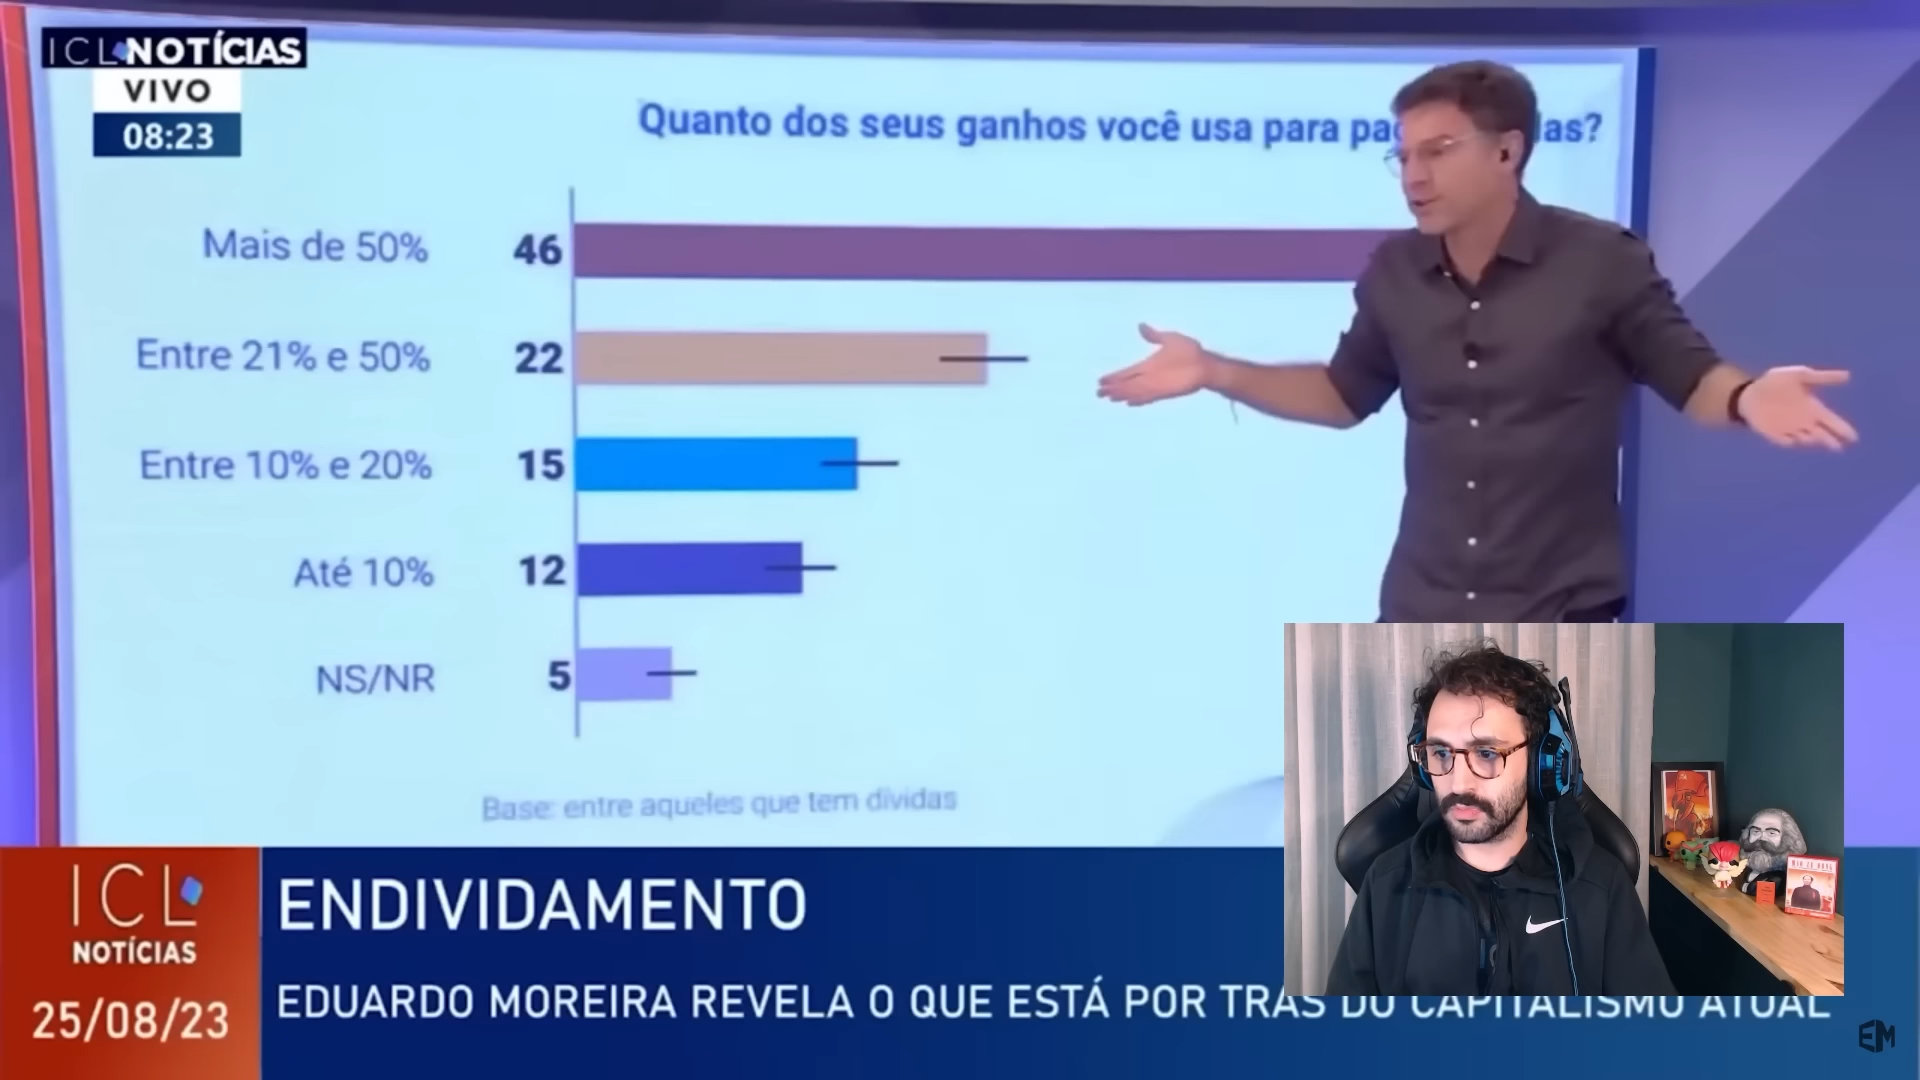 ICL NOTÍCIAS
VIVO
08:23
Quanto dos seus ganhos você usa para
Mais de 50% 46
Entre 21% e 50% 22
Entre 10% e 20% 15
Até 10% 12
NS/NR 5
Base: entre aqueles que tem dívidas
ICL
NOTÍCIAS
25/08/23
ENDIVIDAMENTO
EDUARDO MOREIRA REVELA O QUE ESTÁ POR TRÁS DO CAPITALISMO ATUAL
EM